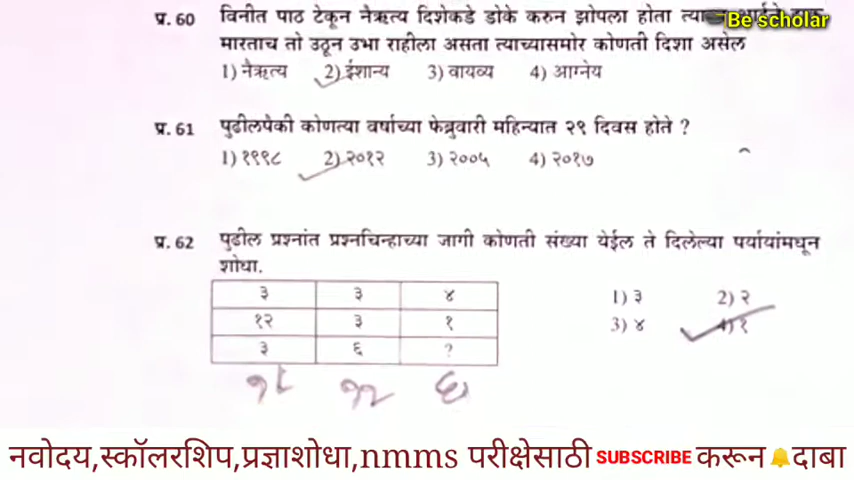 Be scholar
प्र. 60 विनीत पाठ टेकून नैऋत्य दिशेकडे डोके करुन झोपला होता
मारताच तो उठून उभा राहीला असता त्याच्यासमोर कोणती दिशा असेल
1) नैऋत्य 2) ईशान्य 3) वायव्य 4) आग्नेय
प्र. 61 पुढीलपैकी कोणत्या वर्षाच्या फेब्रुवारी महिन्यात २९ दिवस होते ?
1) १९९८ 2) २०१२ 3) २००५ 4) २०१७
प्र. 62 पुढील प्रश्नांत प्रश्नचिन्हाच्या जागी कोणती संख्या येईल ते दिलेल्या पर्यायांमधून
शोधा.
३ ३ ४
१२ ३ १
३ ६ ?
1) ३ 2) २
3) ४ 4) १
१८ १२ ६
नवोदय,स्कॉलरशिप,प्रज्ञाशोधा,nmms परीक्षेसाठी SUBSCRIBE करून🔔दाबा